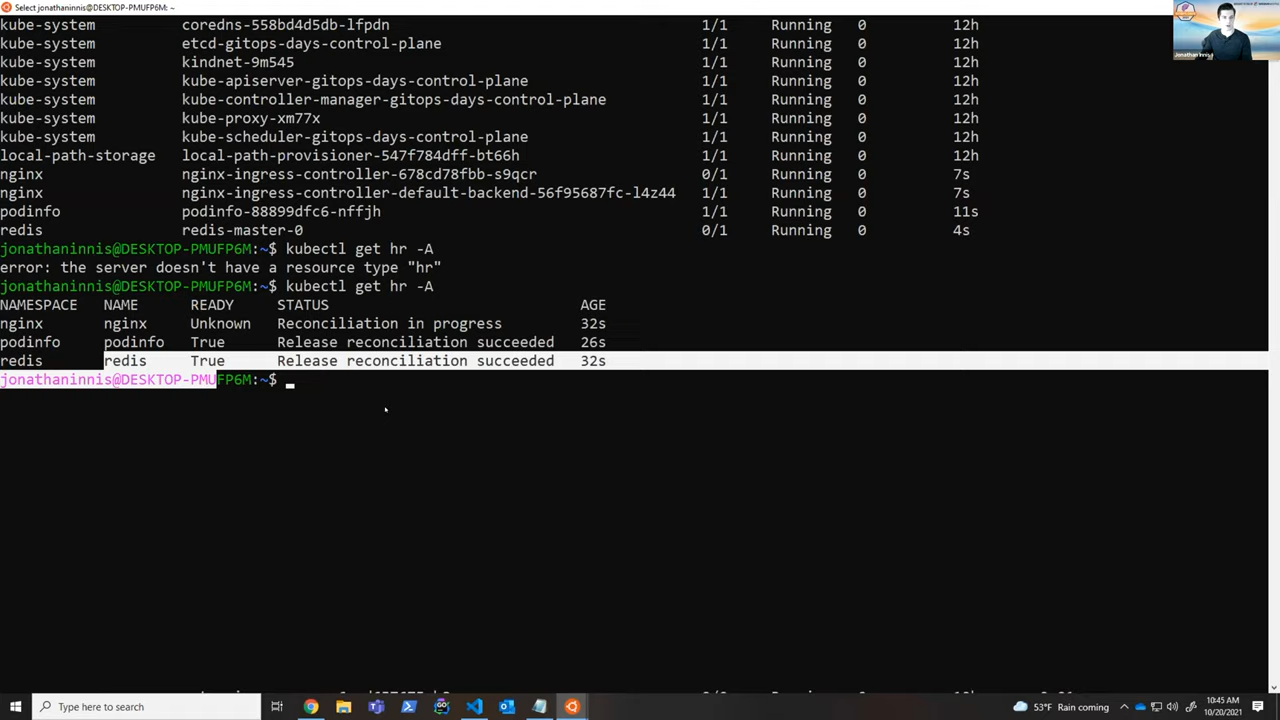 Select jonathaninnis@DESKTOP-PMUFP6M: ~
kube-system coredns-558bd4d5db-lfpdn 1/1 Running 0 12h
kube-system etcd-gitops-days-control-plane 1/1 Running 0 12h
kube-system kindnet-9m545 1/1 Running 0 12h
kube-system kube-apiserver-gitops-days-control-plane 1/1 Running 0 12h
kube-system kube-controller-manager-gitops-days-control-plane 1/1 Running 0 12h
kube-system kube-proxy-xm77x 1/1 Running 0 12h
kube-system kube-scheduler-gitops-days-control-plane 1/1 Running 0 12h
local-path-storage local-path-provisioner-547f784dff-bt66h 1/1 Running 0 12h
nginx nginx-ingress-controller-678cd78fbb-s9qcr 0/1 Running 0 7s
nginx nginx-ingress-controller-default-backend-56f95687fc-l4z44 1/1 Running 0 7s
podinfo podinfo-88899dfc6-nffjh 1/1 Running 0 11s
redis redis-master-0 0/1 Running 0 4s
jonathaninnis@DESKTOP-PMUFP6M:~$ kubectl get hr -A
error: the server doesn't have a resource type "hr"
jonathaninnis@DESKTOP-PMUFP6M:~$ kubectl get hr -A
NAMESPACE NAME READY STATUS AGE
nginx nginx Unknown Reconciliation in progress 32s
podinfo podinfo True Release reconciliation succeeded 26s
redis redis True Release reconciliation succeeded 32s
jonathaninnis@DESKTOP-PMUFP6M:~$
Jonathan Innis
Type here to search
53°F Rain coming
10:45 AM
10/20/2021